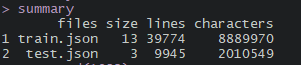 > summary
files size lines characters
1 train.json 13 39774 8889970
2 test.json 3 9945 2010549